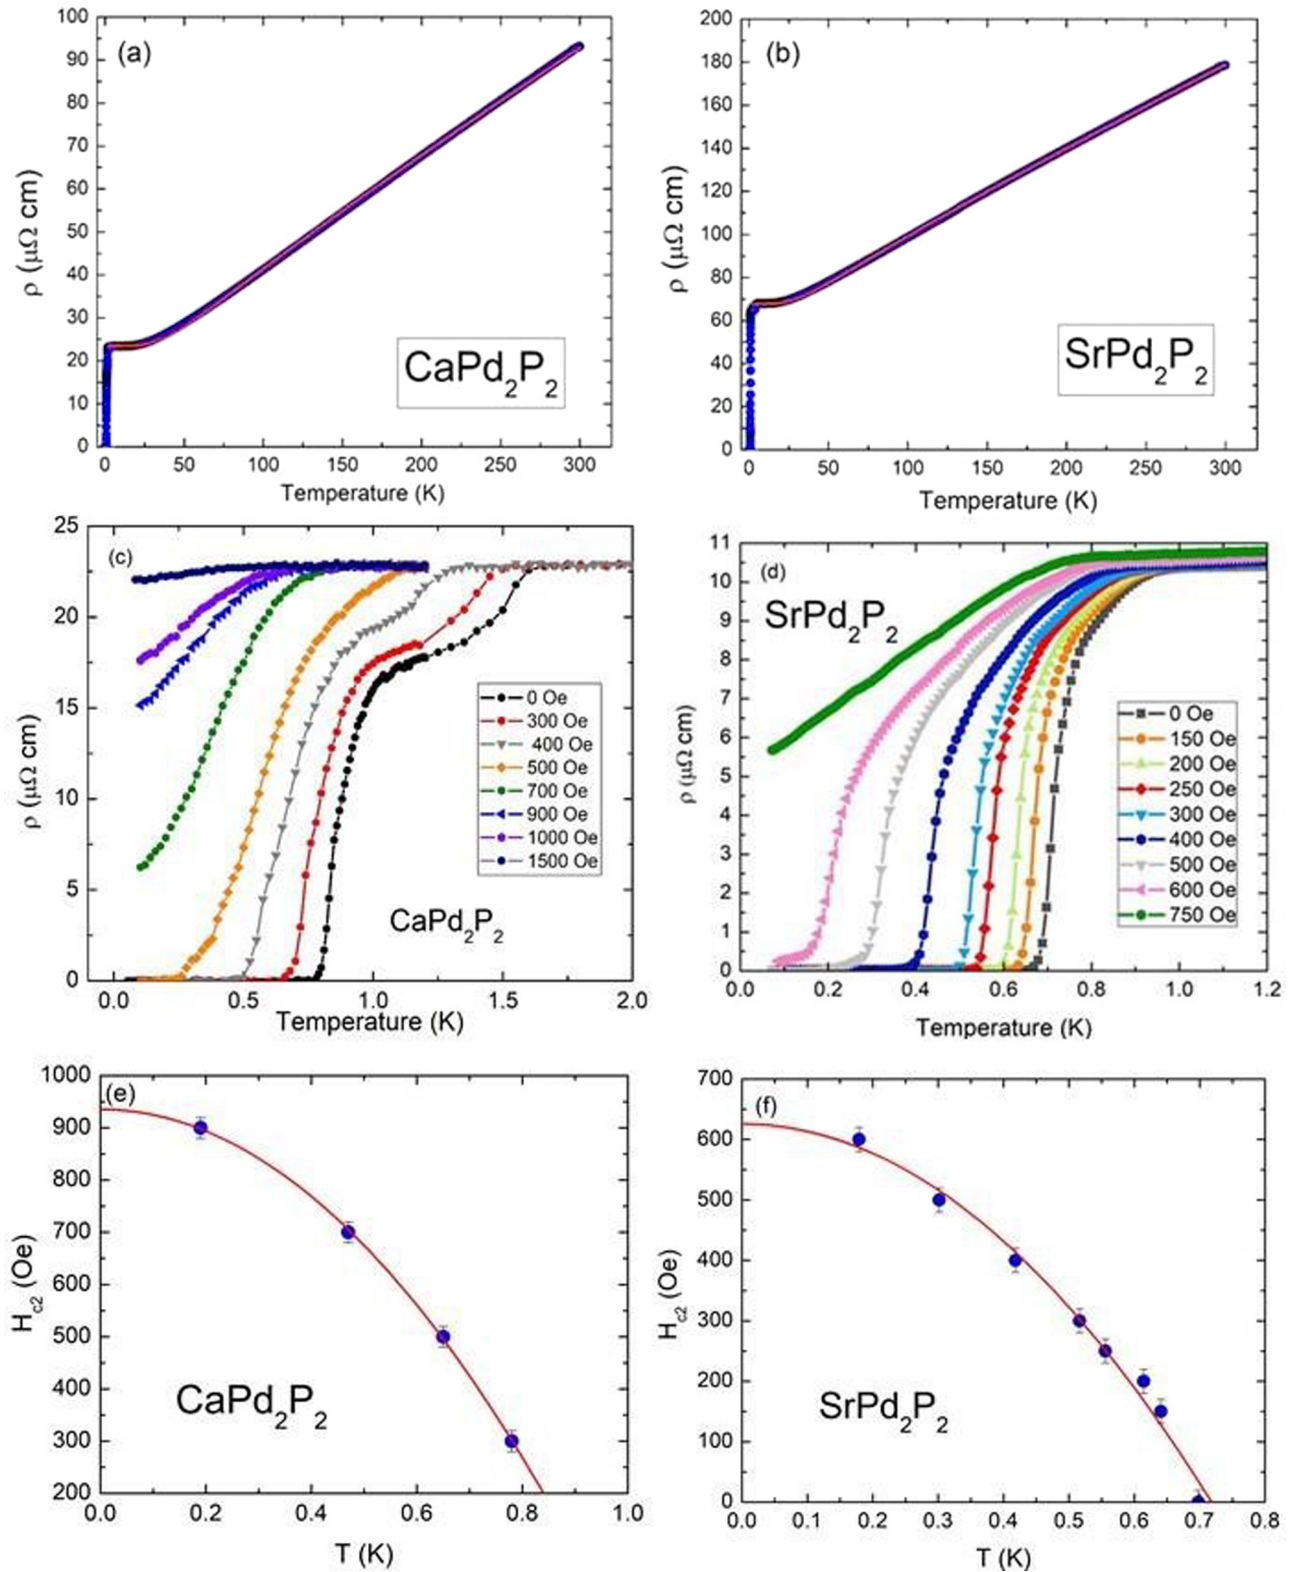 (a)
100
90
80
70
60
50
40
30
20
10
0
ρ (μΩ cm)
CaPd2P2
0 50 100 150 200 250 300
Temperature (K)
(b)
200
180
160
140
120
100
80
60
40
20
0
ρ (μΩ cm)
SrPd2P2
0 50 100 150 200 250 300
Temperature (K)
(c)
25
20
15
10
5
0
ρ (μΩ cm)
0 Oe
300 Oe
400 Oe
500 Oe
700 Oe
900 Oe
1000 Oe
1500 Oe
CaPd2P2
0.0 0.5 1.0 1.5 2.0
Temperature (K)
(d)
SrPd2P2
11
10
9
8
7
6
5
4
3
2
1
0
ρ (μΩ cm)
0 Oe
150 Oe
200 Oe
250 Oe
300 Oe
400 Oe
500 Oe
600 Oe
750 Oe
0.0 0.2 0.4 0.6 0.8 1.0 1.2
Temperature (K)
(e)
1000
900
800
700
600
500
400
300
200
Hc2 (Oe)
CaPd2P2
0.0 0.2 0.4 0.6 0.8 1.0
T (K)
(f)
700
600
500
400
300
200
100
0
Hc2 (Oe)
SrPd2P2
0.0 0.1 0.2 0.3 0.4 0.5 0.6 0.7 0.8
T (K)